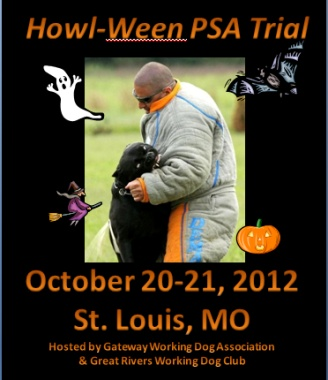 Howl-Ween PSA Trial
October 20-21, 2012
St. Louis, MO
Hosted by Gateway Working Dog Association
& Great Rivers Working Dog Club